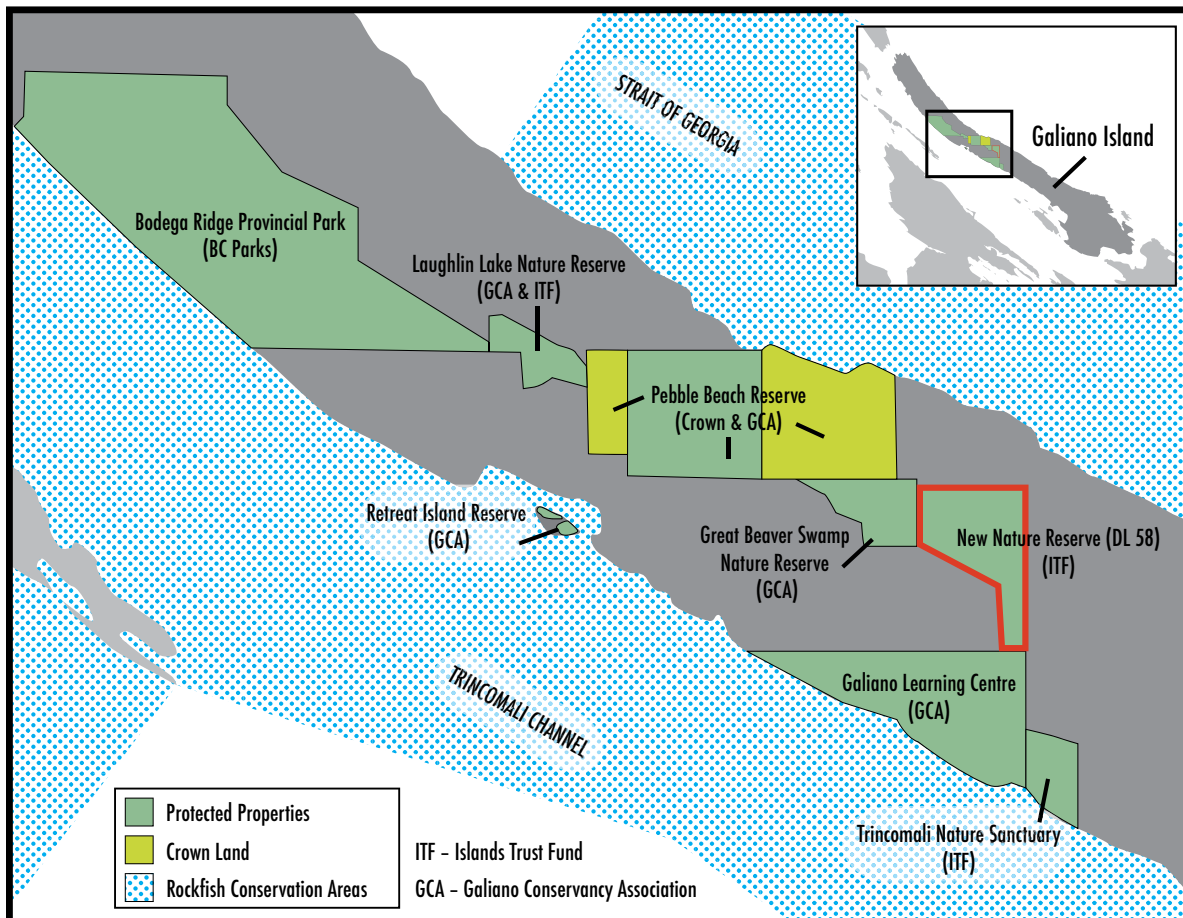 STRAIT OF GEORGIA
Galiano Island
Bodega Ridge Provincial Park
(BC Parks)
Laughlin Lake Nature Reserve
(GCA & ITF)
Pebble Beach Reserve
(Crown & GCA)
Retreat Island Reserve
(GCA)
Great Beaver Swamp
Nature Reserve
(GCA)
New Nature Reserve (DL 58)
(ITF)
Galiano Learning Centre
(GCA)
TRINCOMALI CHANNEL
Trincomali Nature Sanctuary
(ITF)
Protected Properties
Crown Land
Rockfish Conservation Areas
ITF – Islands Trust Fund
GCA – Galiano Conservancy Association